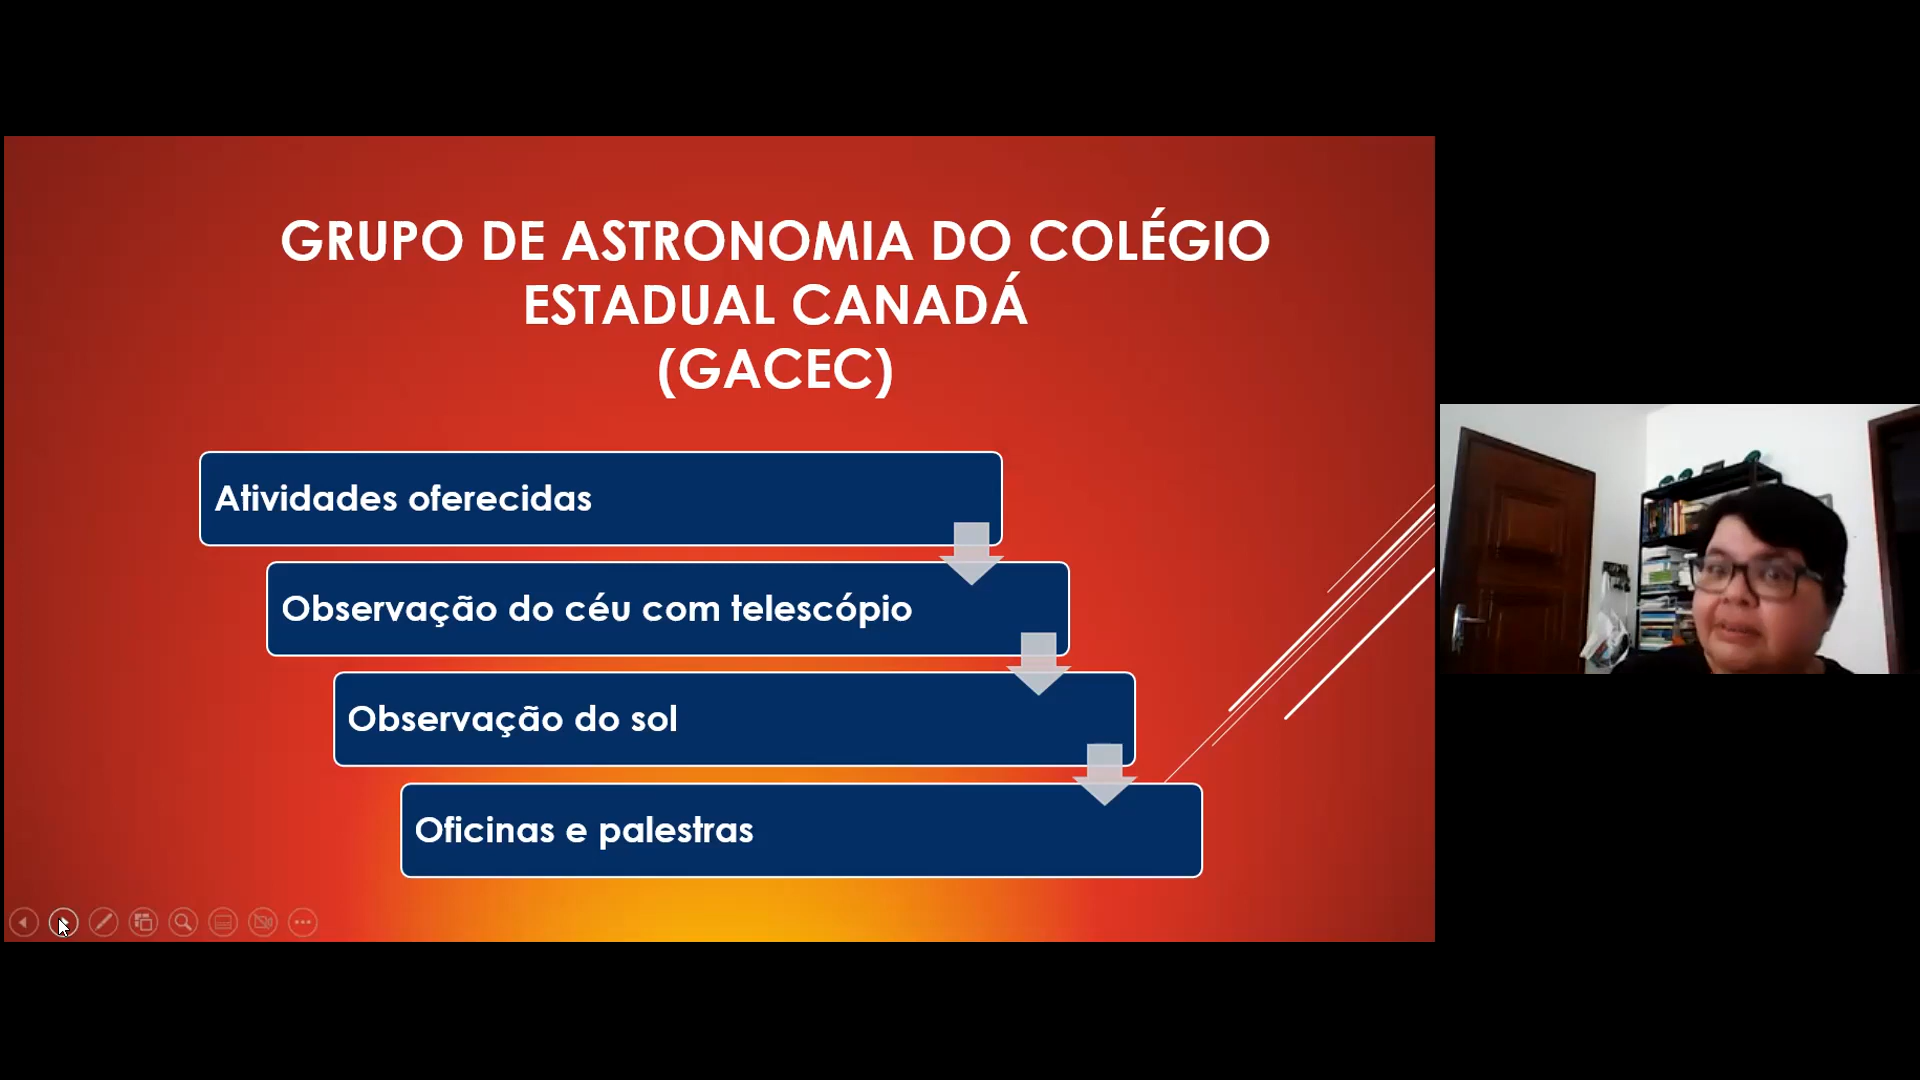 GRUPO DE ASTRONOMIA DO COLÉGIO
ESTADUAL CANADÁ
(GACEC)
Atividades oferecidas
Observação do céu com telescópio
Observação do sol
Oficinas e palestras